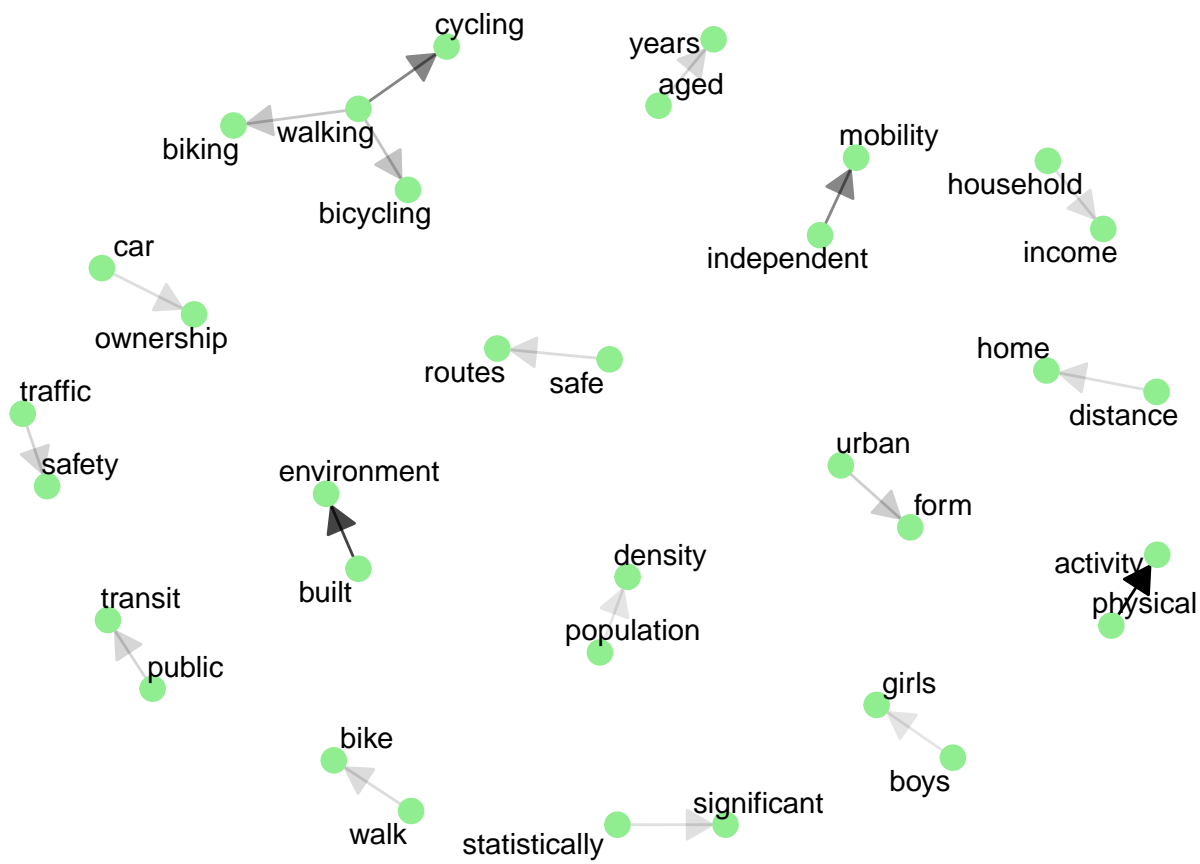 cycling
years
aged
walking
biking
mobility
household
bicycling
car
independent
income
ownership
home
routes
safe
traffic
distance
urban
safety
environment
form
density
activity
built
transit
physical
population
public
girls
bike
boys
significant
walk
statistically